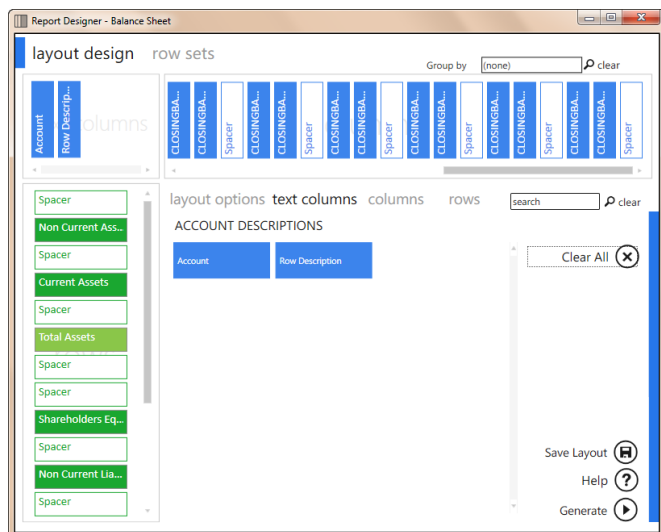 Report Designer - Balance Sheet
layout design row sets
Group by (none) clear
Account
Row Descrip...
columns
CLOSINGBA...
CLOSINGBA...
Spacer
CLOSINGBA...
CLOSINGBA...
Spacer
CLOSINGBA...
CLOSINGBA...
Spacer
CLOSINGBA...
CLOSINGBA...
Spacer
CLOSINGBA...
CLOSINGBA...
Spacer
CLOSINGBA...
CLOSINGBA...
Spacer
Spacer
Non Current Ass...
Spacer
Current Assets
Spacer
Total Assets
Spacer
Spacer
Shareholders Eq...
Spacer
Non Current Lia...
Spacer
layout options text columns columns rows
search clear
ACCOUNT DESCRIPTIONS
Account Row Description
Clear All
Save Layout
Help
Generate